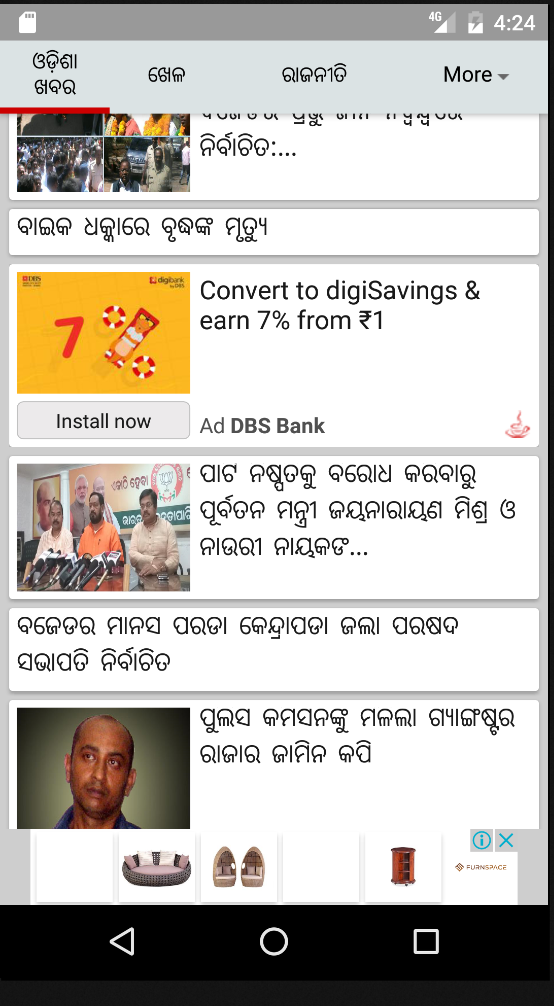 4G 4:24
ଓଡ଼ିଶା
ଖବର
ଖେଳ
ରାଜନୀତି
More
ନିର୍ବାଚିତ:...
ବାଇକ ଧକ୍କାରେ ବୃଦ୍ଧଙ୍କ ମୃତ୍ୟୁ
DBS
digibank
by DBS
7%
Convert to digiSavings &
earn 7% from ₹1
Install now
Ad DBS Bank
ପାଟ ନଷ୍ପତକୁ ବରୋଧ କରବାରୁ
ପୂର୍ବତନ ମନ୍ତ୍ରୀ ଜୟନାରାୟଣ ମିଶ୍ର ଓ
ନାଉରୀ ନାୟକଙ...
ବଜେଡର ମାନସ ପରଡା କେନ୍ଦ୍ରାପଡା ଜଲା ପରଷଦ
ସଭାପତି ନିର୍ବାଚିତ
ପୁଲସ କମସନଙ୍କୁ ମଳଲା ଗ୍ୟାଙ୍ଗଷ୍ଟର
ରାଜାର ଜାମିନ କପି
FURNSPACE